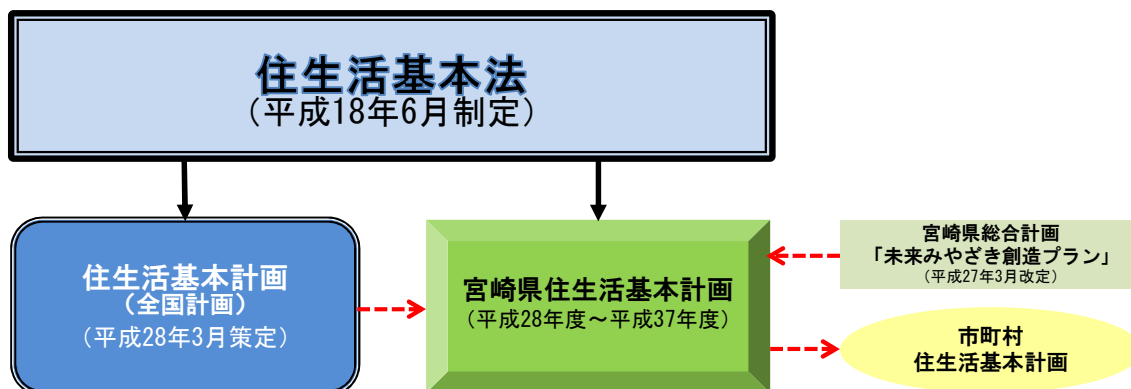 住生活基本法
（平成18年6月制定）
住生活基本計画
（全国計画）
（平成28年3月策定）
宮崎県住生活基本計画
（平成28年度～平成37年度）
宮崎県総合計画
「未来みやざき創造プラン」
（平成27年3月改定）
市町村
住生活基本計画